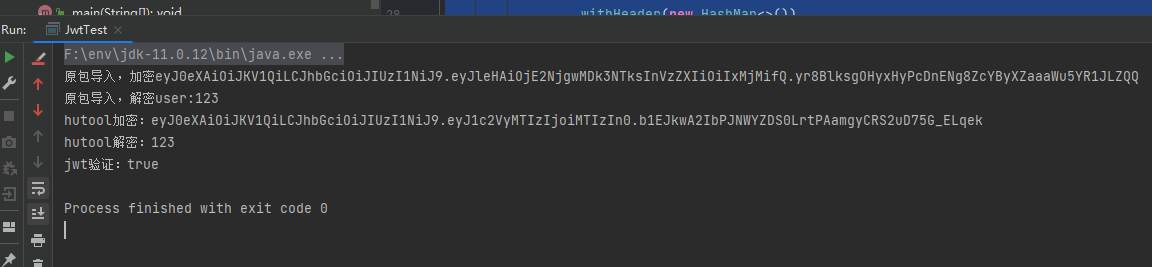 main(String[]): void
28
withHeader(new HashMap<>())
Run: JwtTest ×
F:\env\jdk-11.0.12\bin\java.exe ...
原包导入，加密eyJ0eXAiOiJKV1QiLCJhbGciOiJIUzI1NiJ9.eyJleHAiOjE2NjgwMDk3NTksInVzZXIiOiIxMjMifQ.yr8BlksgOHyxHyPcDnENg8ZcYByXZaaaWu5YR1JLZQQ
原包导入，解密user:123
hutool加密：eyJ0eXAiOiJKV1QiLCJhbGciOiJIUzI1NiJ9.eyJ1c2VyMTIzIjoiMTIzIn0.b1EJkwA2IbPJNWYZDS0LrtPAamgyCRS2uD75G_ELqek
hutool解密：123
jwt验证：true
Process finished with exit code 0